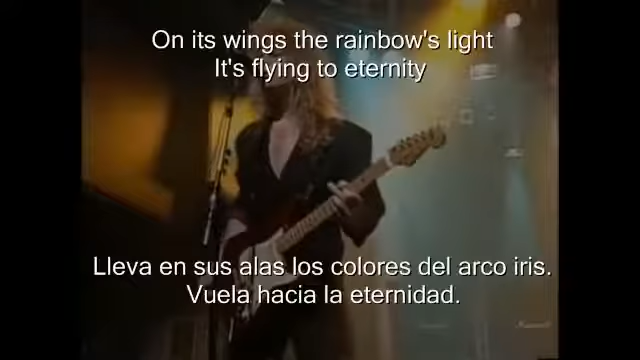 On its wings the rainbow's light
It's flying to eternity
Lleva en sus alas los colores del arco iris.
Vuela hacia la eternidad.